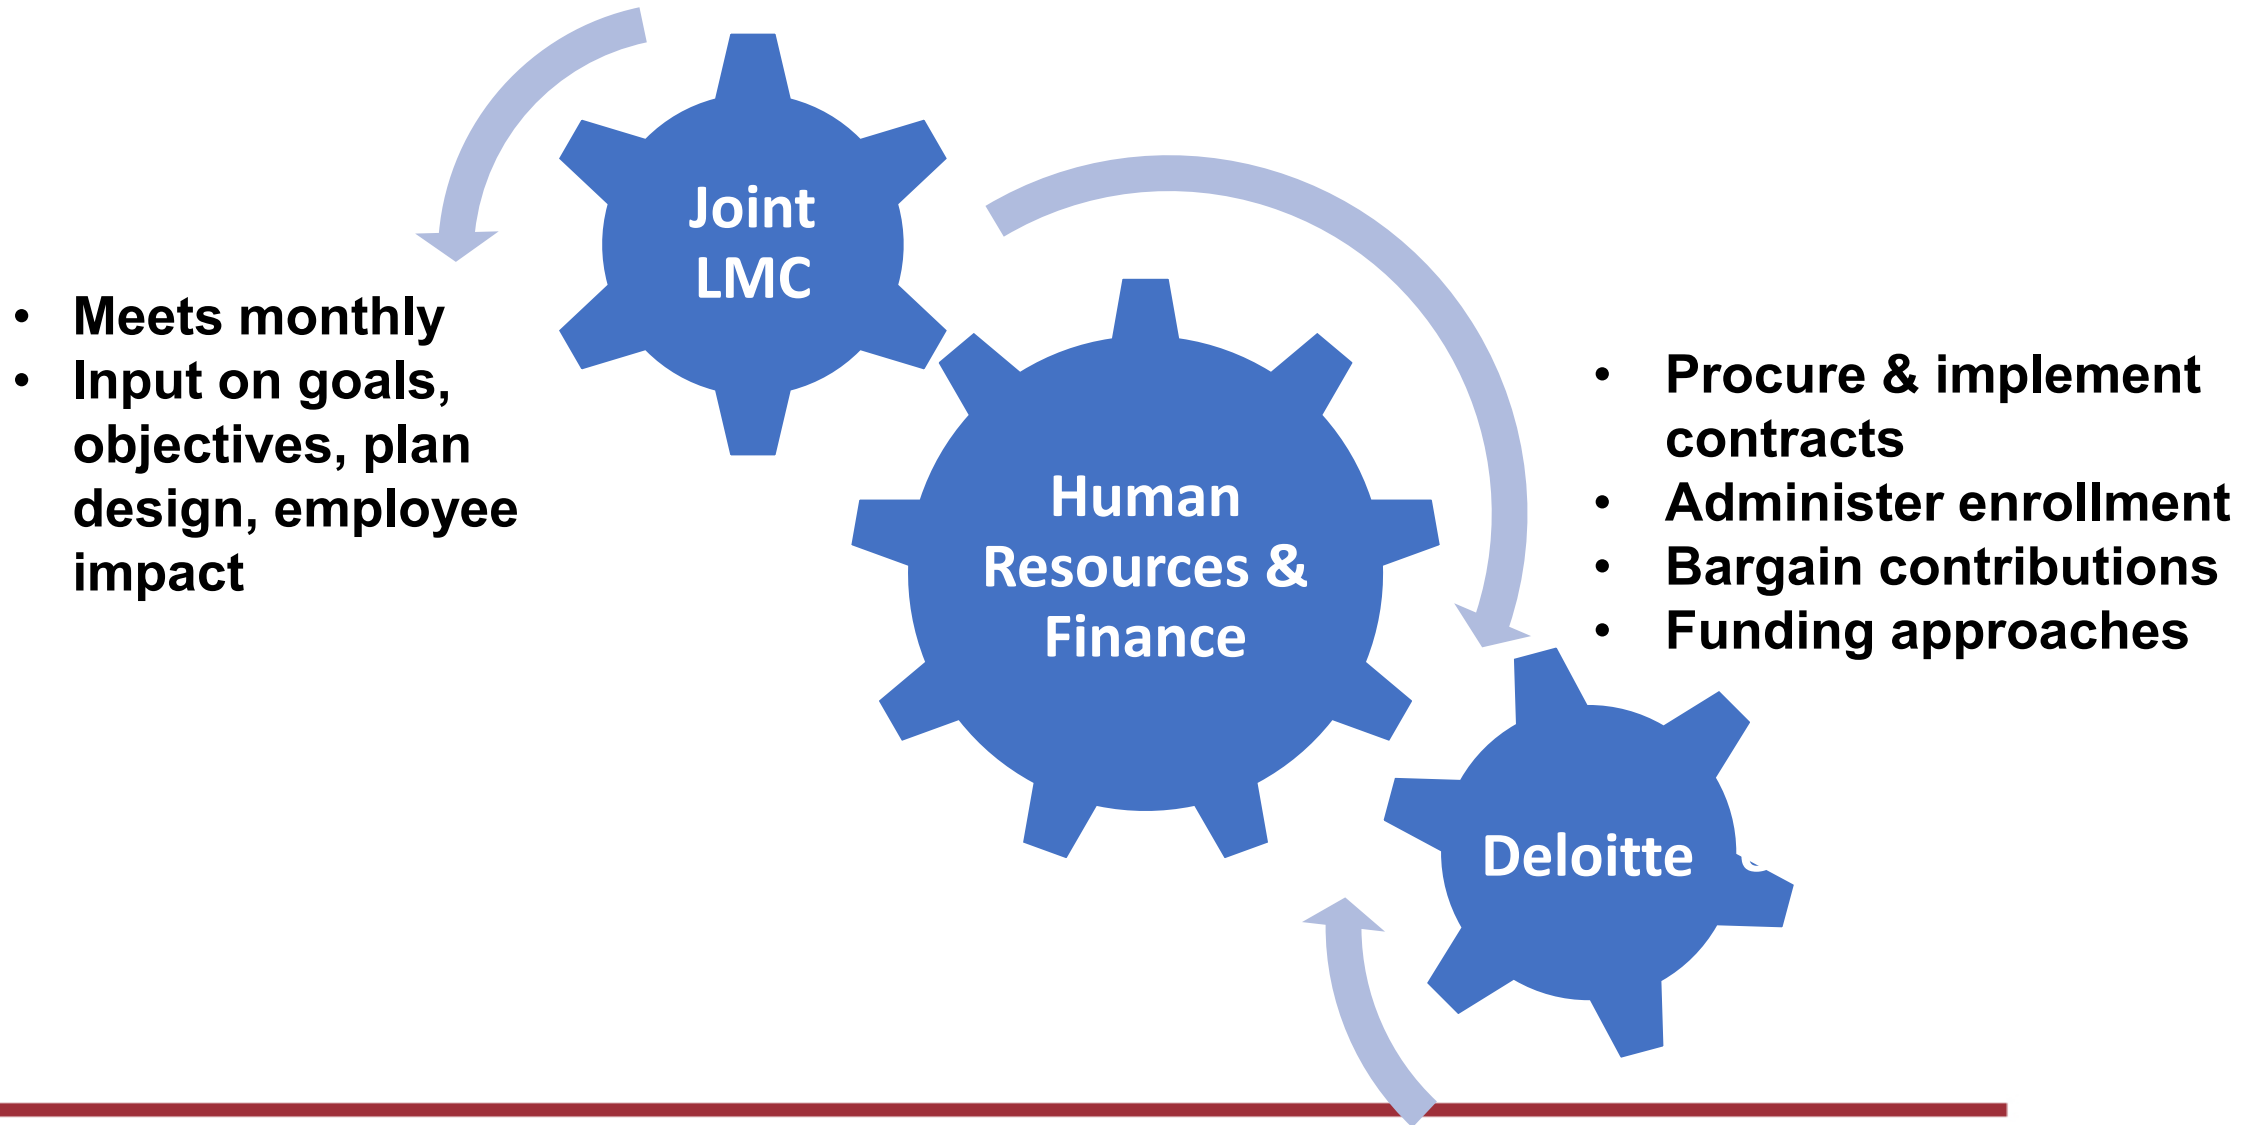 Joint
LMC
• Meets monthly
• Input on goals,
objectives, plan
design, employee
impact
Human
Resources &
Finance
• Procure & implement
contracts
• Administer enrollment
• Bargain contributions
• Funding approaches
Deloitte